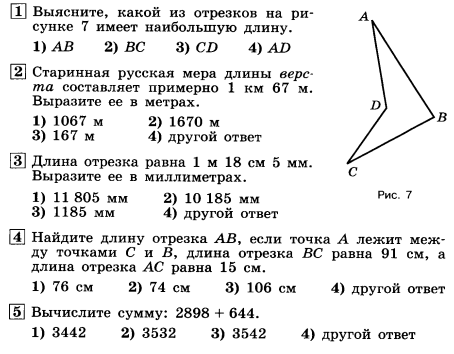 1 Выясните, какой из отрезков на ри-
сунке 7 имеет наибольшую длину.
1) AB 2) BC 3) CD 4) AD
2 Старинная русская мера длины верс-
та составляет примерно 1 км 67 м.
Выразите ее в метрах.
1) 1067 м 2) 1670 м
3) 167 м 4) другой ответ
3 Длина отрезка равна 1 м 18 см 5 мм.
Выразите ее в миллиметрах.
1) 11 805 мм 2) 10 185 мм
3) 1185 мм 4) другой ответ
A
D
B
C
Рис. 7
4 Найдите длину отрезка AB, если точка A лежит меж-
ду точками C и B, длина отрезка BC равна 91 см, а
длина отрезка AC равна 15 см.
1) 76 см 2) 74 см 3) 106 см 4) другой ответ
5 Вычислите сумму: 2898 + 644.
1) 3442 2) 3532 3) 3542 4) другой ответ